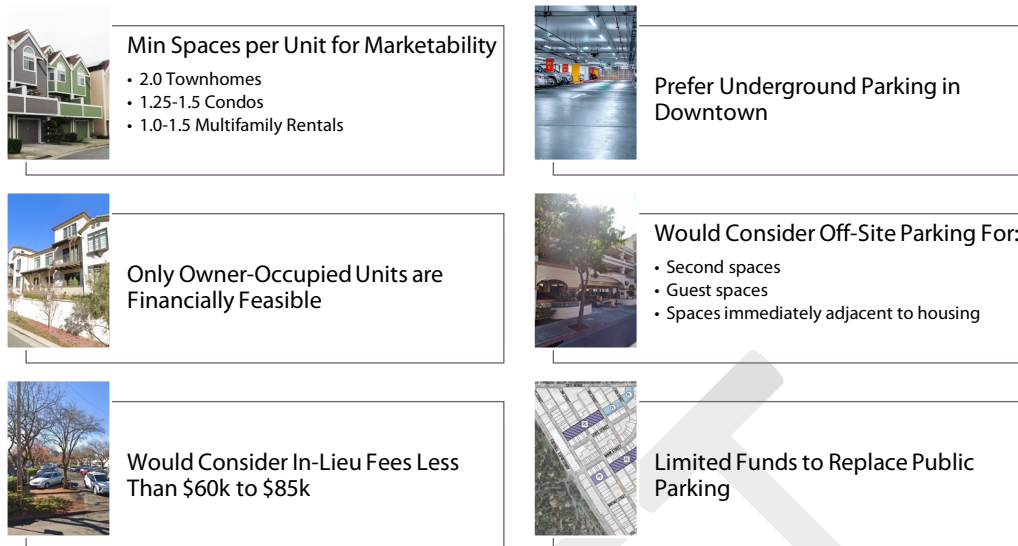 Min Spaces per Unit for Marketability
• 2.0 Townhomes
• 1.25-1.5 Condos
• 1.0-1.5 Multifamily Rentals
Prefer Underground Parking in
Downtown
Only Owner-Occupied Units are
Financially Feasible
Would Consider Off-Site Parking For:
• Second spaces
• Guest spaces
• Spaces immediately adjacent to housing
Would Consider In-Lieu Fees Less
Than $60k to $85k
Limited Funds to Replace Public
Parking